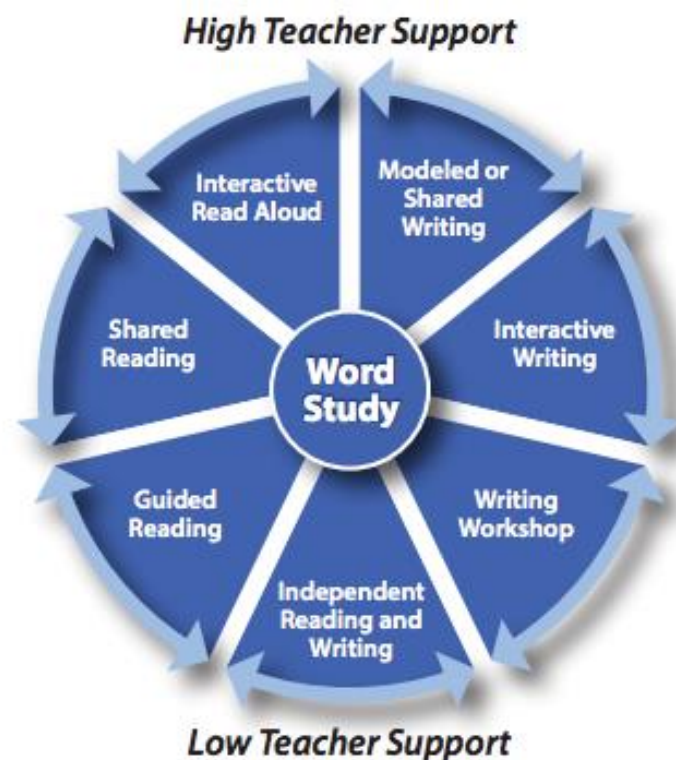 High Teacher Support
Interactive
Read Aloud
Modeled or
Shared
Writing
Shared
Reading
Interactive
Writing
Word
Study
Guided
Reading
Writing
Workshop
Independent
Reading and
Writing
Low Teacher Support